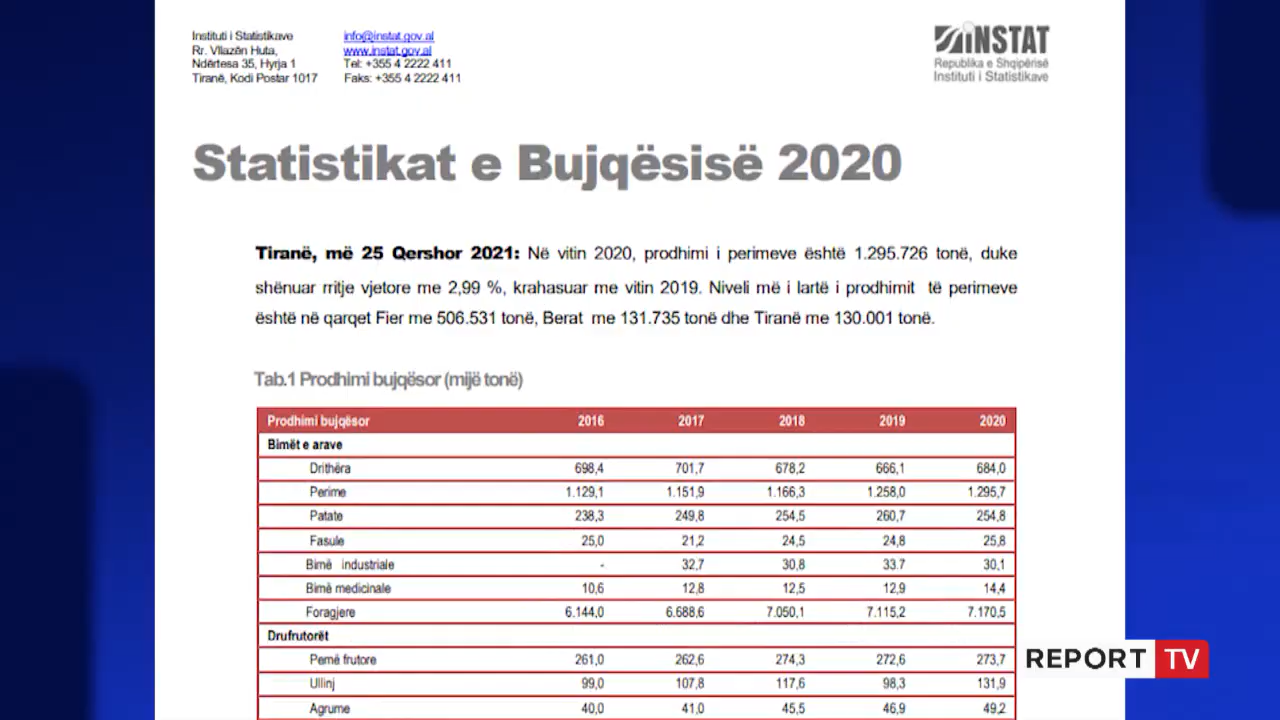 Instituti i Statistikave
Rr. Vllazën Huta,
Ndërtesa 35, Hyrja 1
Tiranë, Kodi Postar 1017
info@instat.gov.al
www.instat.gov.al
Tel: +355 4 2222 411
Faks: +355 4 2222 411
INSTAT
Republika e Shqipërisë
Instituti i Statistikave
Statistikat e Bujqësisë 2020
Tiranë, më 25 Qershor 2021: Në vitin 2020, prodhimi i perimeve është 1.295.726 tonë, duke
shënuar rritje vjetore me 2,99 %, krahasuar me vitin 2019. Niveli më i lartë i prodhimit të perimeve
është në qarqet Fier me 506.531 tonë, Berat me 131.735 tonë dhe Tiranë me 130.001 tonë.
Tab.1 Prodhimi bujqësor (mijë tonë)
Prodhimi bujqësor 2016 2017 2018 2019 2020
Bimët e arave
Drithëra 698,4 701,7 678,2 666,1 684,0
Perime 1.129,1 1.151,9 1.166,3 1.258,0 1.295,7
Patate 238,3 249,8 254,5 260,7 254,8
Fasule 25,0 21,2 24,5 24,8 25,8
Bimë industriale - 32,7 30,8 33.7 30,1
Bimë medicinale 10,6 12,8 12,5 12,9 14,4
Foragjere 6.144,0 6.688,6 7.050,1 7.115,2 7.170,5
Drufrutorët
Pemë frutore 261,0 262,6 274,3 272,6 273,7
Ullinj 99,0 107,8 117,6 98,3 131,9
Agrume 40,0 41,0 45,5 46,9 49,2
REPORT TV